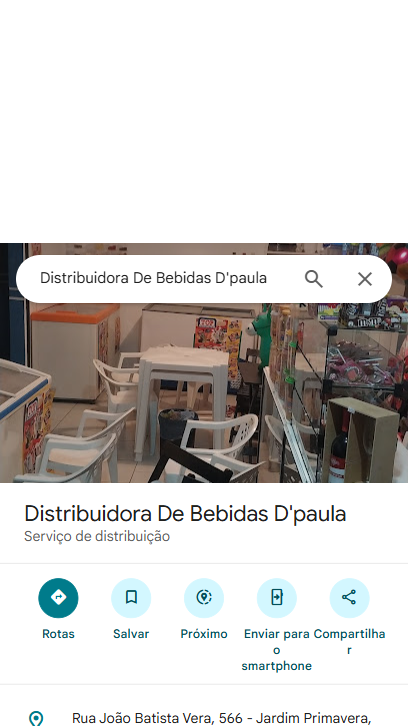 Distribuidora De Bebidas D'paula
Distribuidora De Bebidas D'paula
Serviço de distribuição
Rotas
Salvar
Próximo
Enviar para o smartphone
Compartilhar
Rua João Batista Vera, 566 - Jardim Primavera,